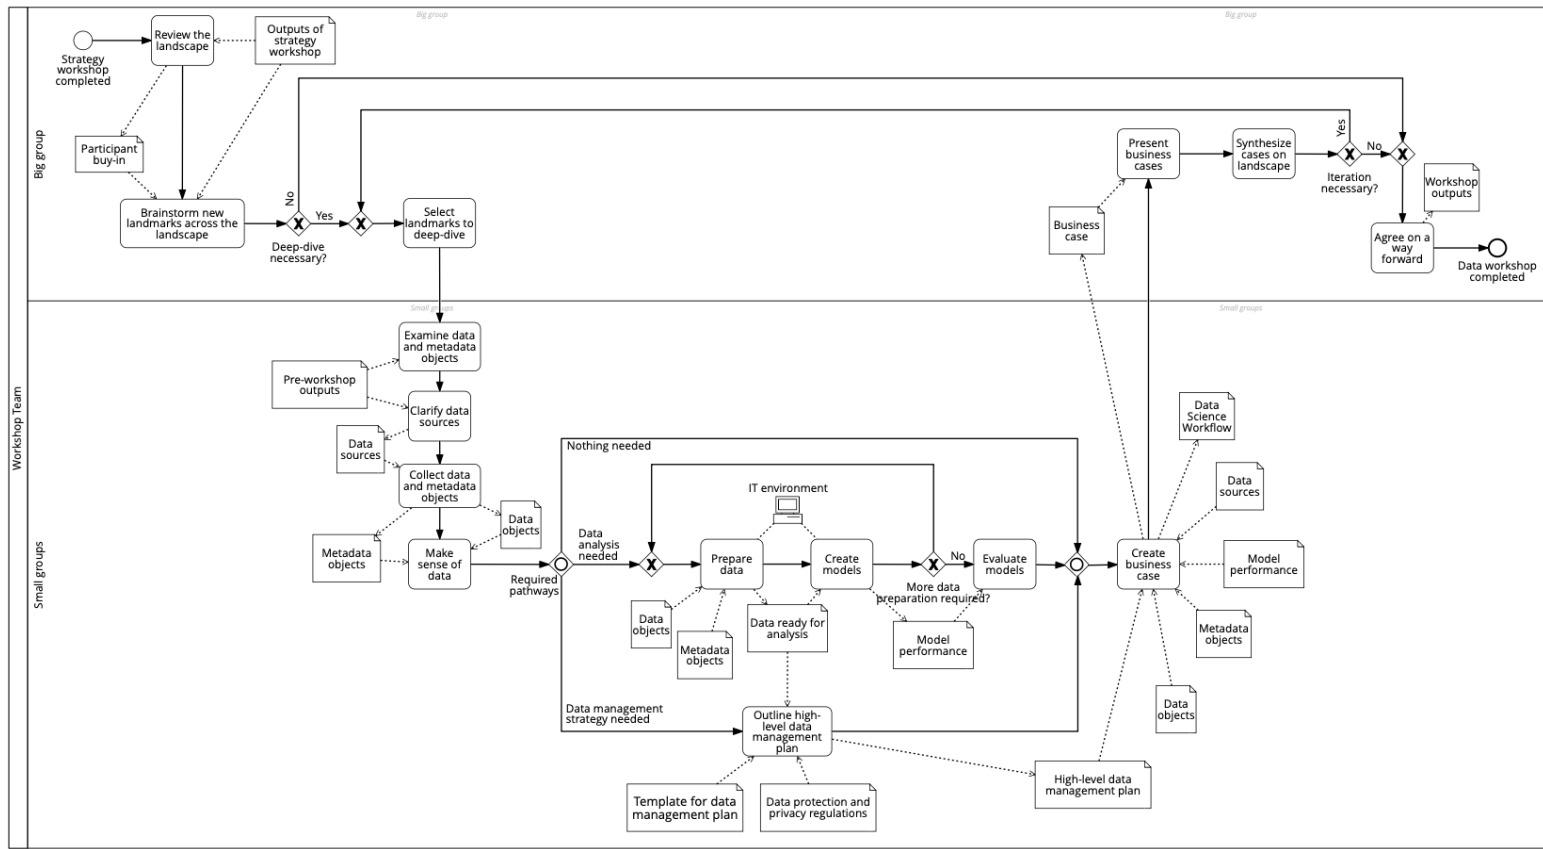 Big group
Big group
Workshop Team
Big group
Strategy
workshop
completed
Review the
landscape
Outputs of
strategy
workshop
Participant
buy-in
Brainstorm new
landmarks across the
landscape
No
Yes
Deep-dive
necessary?
Select
landmarks to
deep-dive
Business
case
Present
business
cases
Synthesize
cases on
landscape
Yes
No
Iteration
necessary?
Workshop
outputs
Agree on a
way
forward
Data workshop
completed
Small groups
Small groups
Small groups
Examine data
and metadata
objects
Pre-workshop
outputs
Clarify data
sources
Data
sources
Collect data
and metadata
objects
Data
objects
Metadata
objects
Make
sense of
data
Required
pathways
Nothing needed
Data
analysis
needed
IT environment
Prepare
data
Create
models
No
More data
preparation required?
Evaluate
models
Data
objects
Metadata
objects
Data ready for
analysis
Model
performance
Data management
strategy needed
Outline high-
level data
management
plan
Template for data
management plan
Data protection and
privacy regulations
High-level data
management plan
Create
business
case
Data
Science
Workflow
Data
sources
Model
performance
Metadata
objects
Data
objects